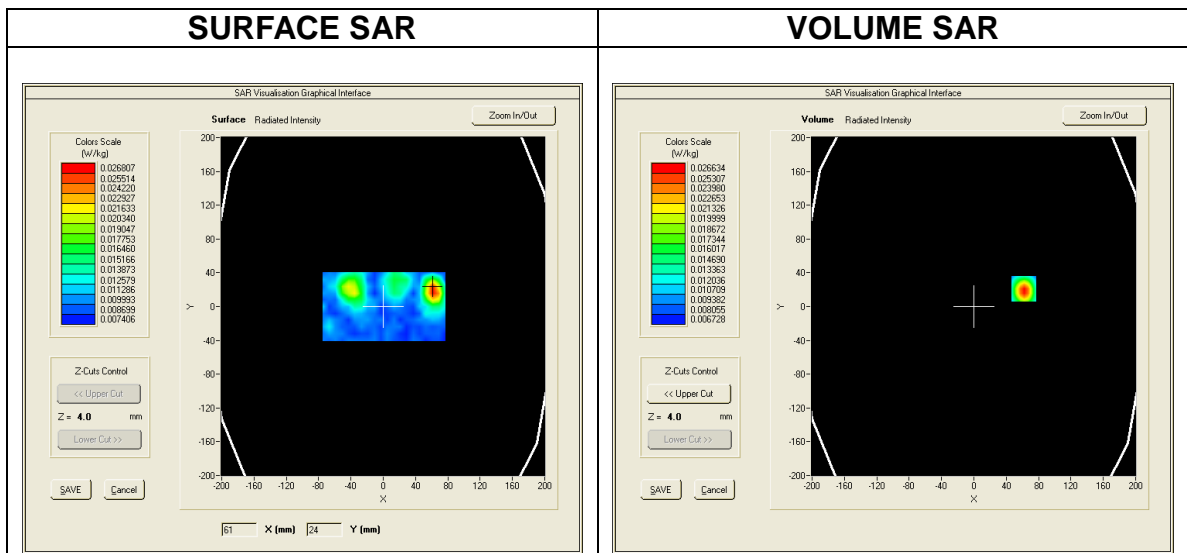 SURFACE SAR
VOLUME SAR
SAR Visualisation Graphical Interface
Surface Radiated Intensity
Zoom In/Out
Colors Scale
(W/kg)
0.026807
0.025514
0.024220
0.022927
0.021633
0.020340
0.019047
0.017753
0.016460
0.015166
0.013873
0.012579
0.011286
0.009993
0.008699
0.007406
Z-Cuts Control
<< Upper Cut
Z = 4.0 mm
Lower Cut >>
SAVE
Cancel
200
160
120
80
40
0
-40
-80
-120
-160
-200
Y
-200 -160 -120 -80 -40 0 40 80 120 160 200
X
61 X (mm) 24 Y (mm)
SAR Visualisation Graphical Interface
Volume Radiated Intensity
Zoom In/Out
Colors Scale
(W/kg)
0.026634
0.025307
0.023980
0.022653
0.021326
0.019999
0.018672
0.017344
0.016017
0.014690
0.013363
0.012036
0.010709
0.009382
0.008055
0.006728
Z-Cuts Control
<< Upper Cut
Z = 4.0 mm
Lower Cut >>
SAVE
Cancel
200
160
120
80
40
0
-40
-80
-120
-160
-200
Y
-200 -160 -120 -80 -40 0 40 80 120 160 200
X